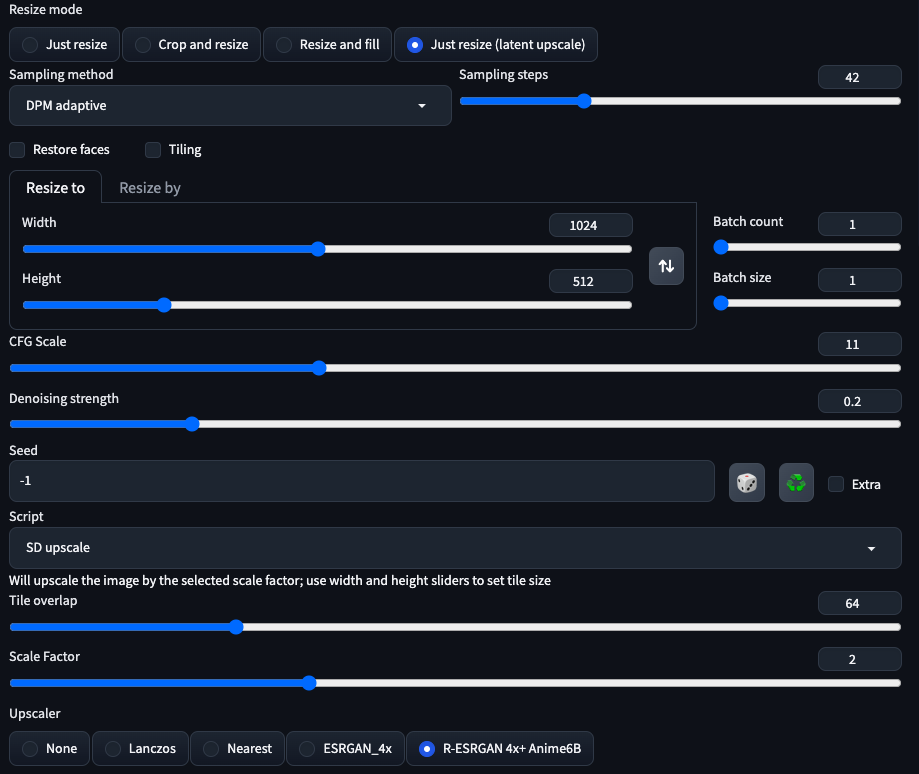 Resize mode
Just resize Crop and resize Resize and fill Just resize (latent upscale)
Sampling method Sampling steps 42
DPM adaptive
Restore faces Tiling
Resize to Resize by
Width 1024 Batch count 1
Height 512 Batch size 1
CFG Scale 11
Denoising strength 0.2
Seed
-1 Extra
Script
SD upscale
Will upscale the image by the selected scale factor; use width and height sliders to set tile size
Tile overlap 64
Scale Factor 2
Upscaler
None Lanczos Nearest ESRGAN_4x R-ESRGAN 4x+ Anime6B